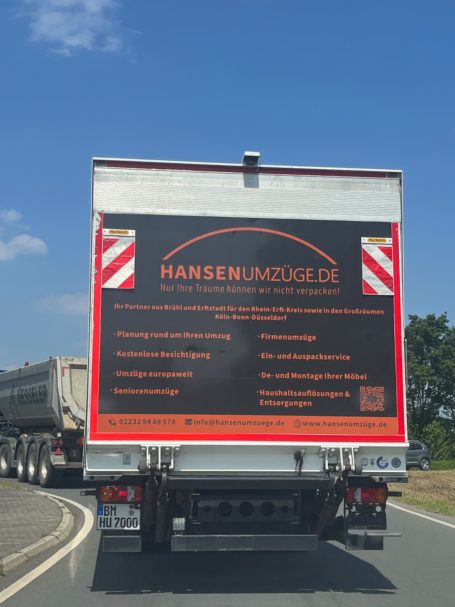 HANSENUMZÜGE.DE
Nur Ihre Träume können wir nicht verpacken!
Ihr Partner aus Brühl und Erftstadt für den Rhein-Erft-Kreis sowie in den Großräumen
Köln-Bonn-Düsseldorf
· Planung rund um Ihren Umzug
· Kostenlose Besichtigung
· Umzüge europaweit
· Seniorenumzüge
· Firmenumzüge
· Ein- und Auspackservice
· De- und Montage Ihrer Möbel
· Haushaltsauflösungen &
Entsorgungen
02232 94 88 578
info@hansenumzuege.de
www.hansenumzuege.de
BM
HU 7000